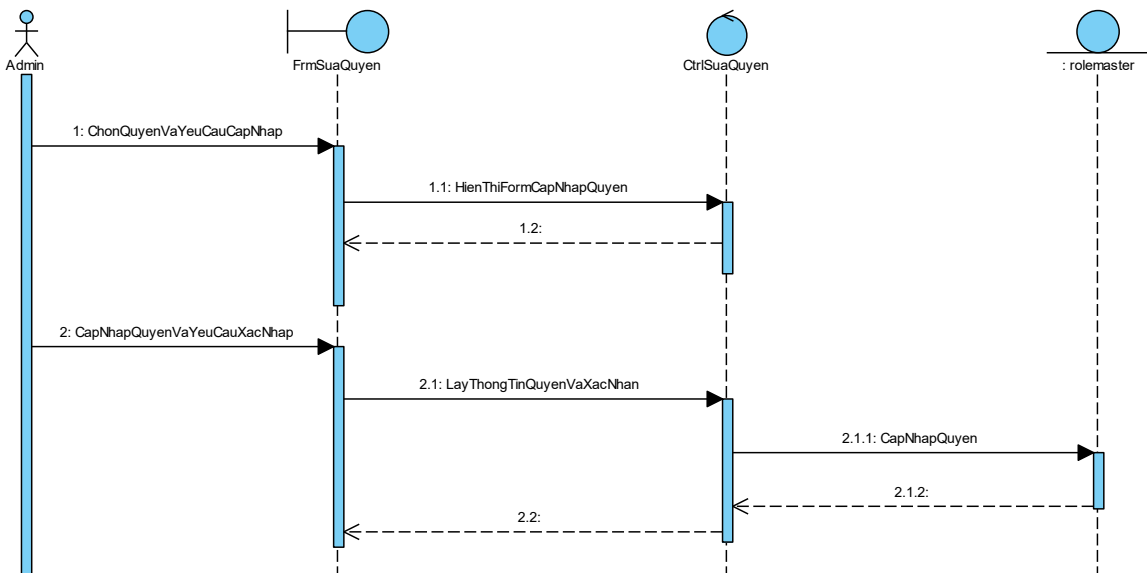 Admin
FrmSuaQuyen
CtrlSuaQuyen
: rolemaster
1: ChonQuyenVaYeuCauCapNhap
1.1: HienThiFormCapNhapQuyen
1.2:
2: CapNhapQuyenVaYeuCauXacNhap
2.1: LayThongTinQuyenVaXacNhan
2.1.1: CapNhapQuyen
2.1.2:
2.2: